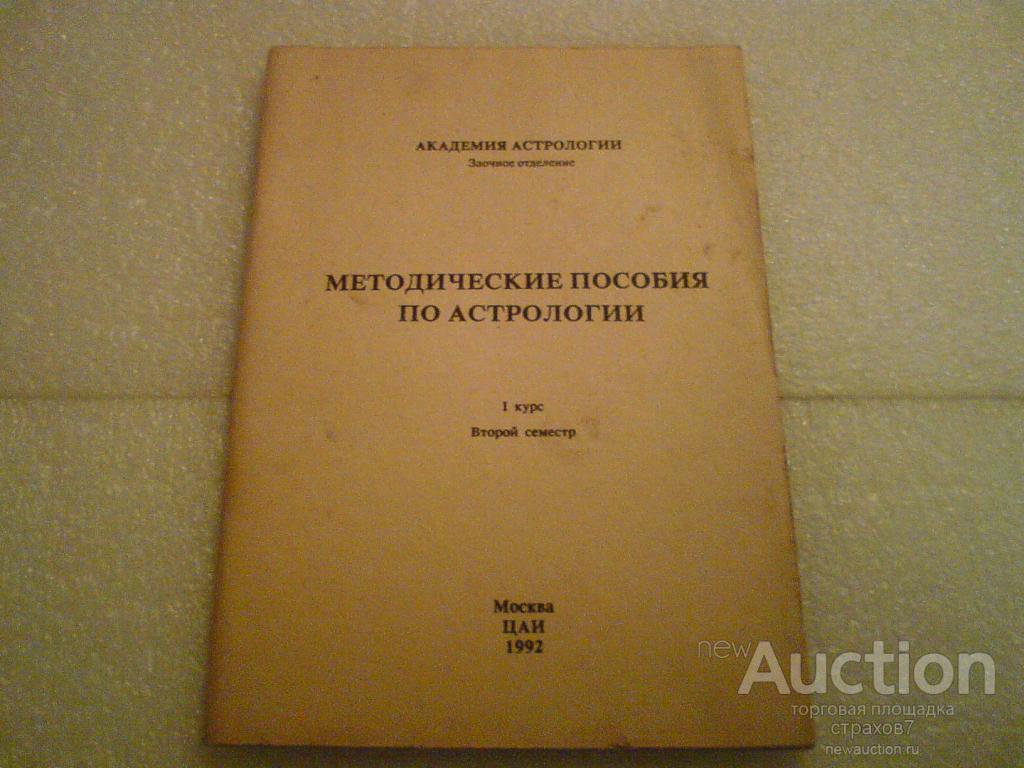 АКАДЕМИЯ АСТРОЛОГИИ
Заочное отделение
МЕТОДИЧЕСКИЕ ПОСОБИЯ
ПО АСТРОЛОГИИ
I курс
Второй семестр
Москва
ЦАИ
1992
newAuction
торговая площадка
страхов7
newauction.ru